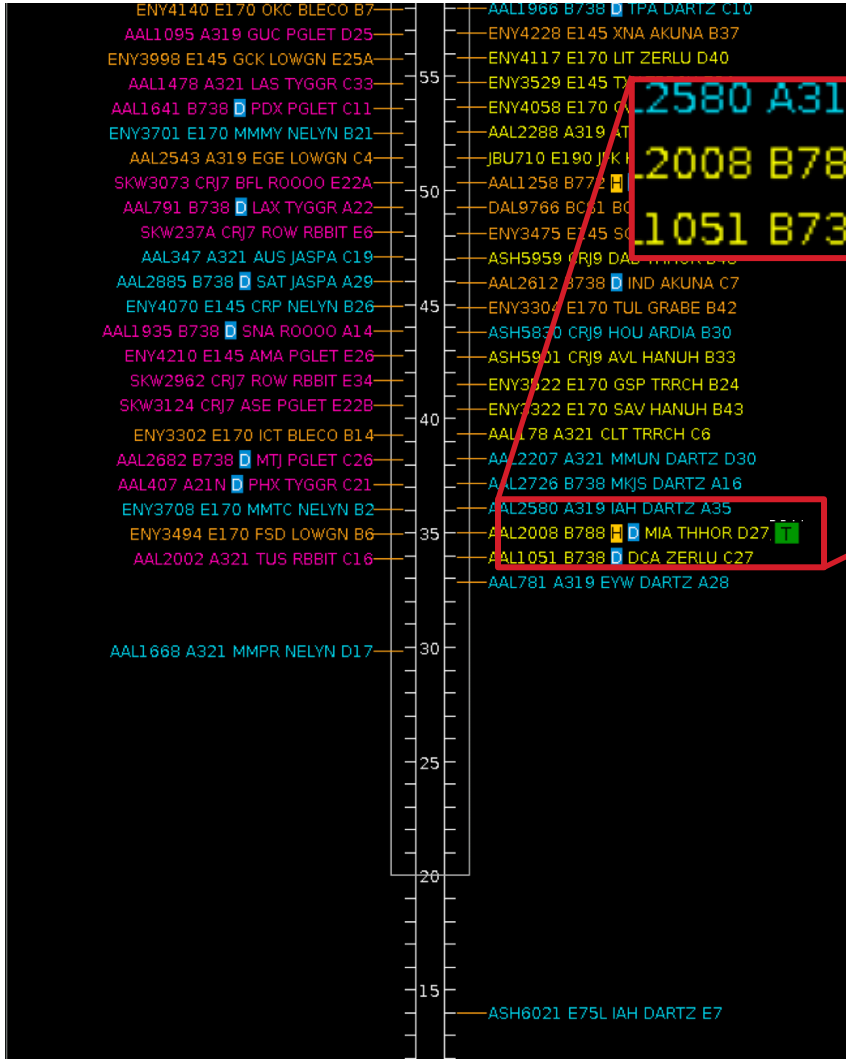 ENY4140 E170 OKC BLECO B7
AAL1095 A319 GUC PGLET D25
ENY3998 E145 GCK LOWGN E25A
AAL1478 A321 LAS TYGGR C33
AAL1641 B738 D PDX PGLET C11
ENY3701 E170 MMMY NELYN B21
AAL2543 A319 EGE LOWGN C4
SKW3073 CRJ7 BFL ROOOO E22A
AAL791 B738 D LAX TYGGR A22
SKW237A CRJ7 ROW RBBIT E6
AAL347 A321 AUS JASPA C19
AAL2885 B738 D SAT JASPA A29
ENY4070 E145 CRP NELYN B26
AAL1935 B738 D SNA ROOOO A14
ENY4210 E145 AMA PGLET E26
SKW2962 CRJ7 ROW RBBIT E34
SKW3124 CRJ7 ASE PGLET E22B
ENY3302 E170 ICT BLECO B14
AAL2682 B738 D MTJ PGLET C26
AAL407 A21N D PHX TYGGR C21
ENY3708 E170 MMTC NELYN B2
ENY3494 E170 FSD LOWGN B6
AAL2002 A321 TUS RBBIT C16
AAL1668 A321 MMPR NELYN D17
55
50
45
40
35
30
25
20
15
AAL1966 B738 D TPA DARTZ C10
ENY4228 E145 XNA AKUNA B37
ENY4117 E170 LIT ZERLU D40
ENY3529 E145
ENY4058 E170
AAL2288 A319
JBU710 E190
AAL1258 B772 H
DAL9766 BCS1
ENY3475 E145
ASH5959 CRJ9 DAB
AAL2612 B738 D IND AKUNA C7
ENY3304 E170 TUL GRABE B42
ASH5830 CRJ9 HOU ARDIA B30
ASH5901 CRJ9 AVL HANUH B33
E170 GSP TRRCH B24
ENY3322 E170 SAV HANUH B43
AAL178 A321 CLT TRRCH C6
AAL2207 A321 MMUN DARTZ D30
AAL2726 B738 MKJS DARTZ A16
AAL2580 A319 IAH DARTZ A35
AAL2008 B788 H D MIA THHOR D27 T
AAL1051 B738 D DCA ZERLU C27
AAL781 A319 EYW DARTZ A28
ASH6021 E75L IAH DARTZ E7
2580 A31
2008 B78
1051 B73